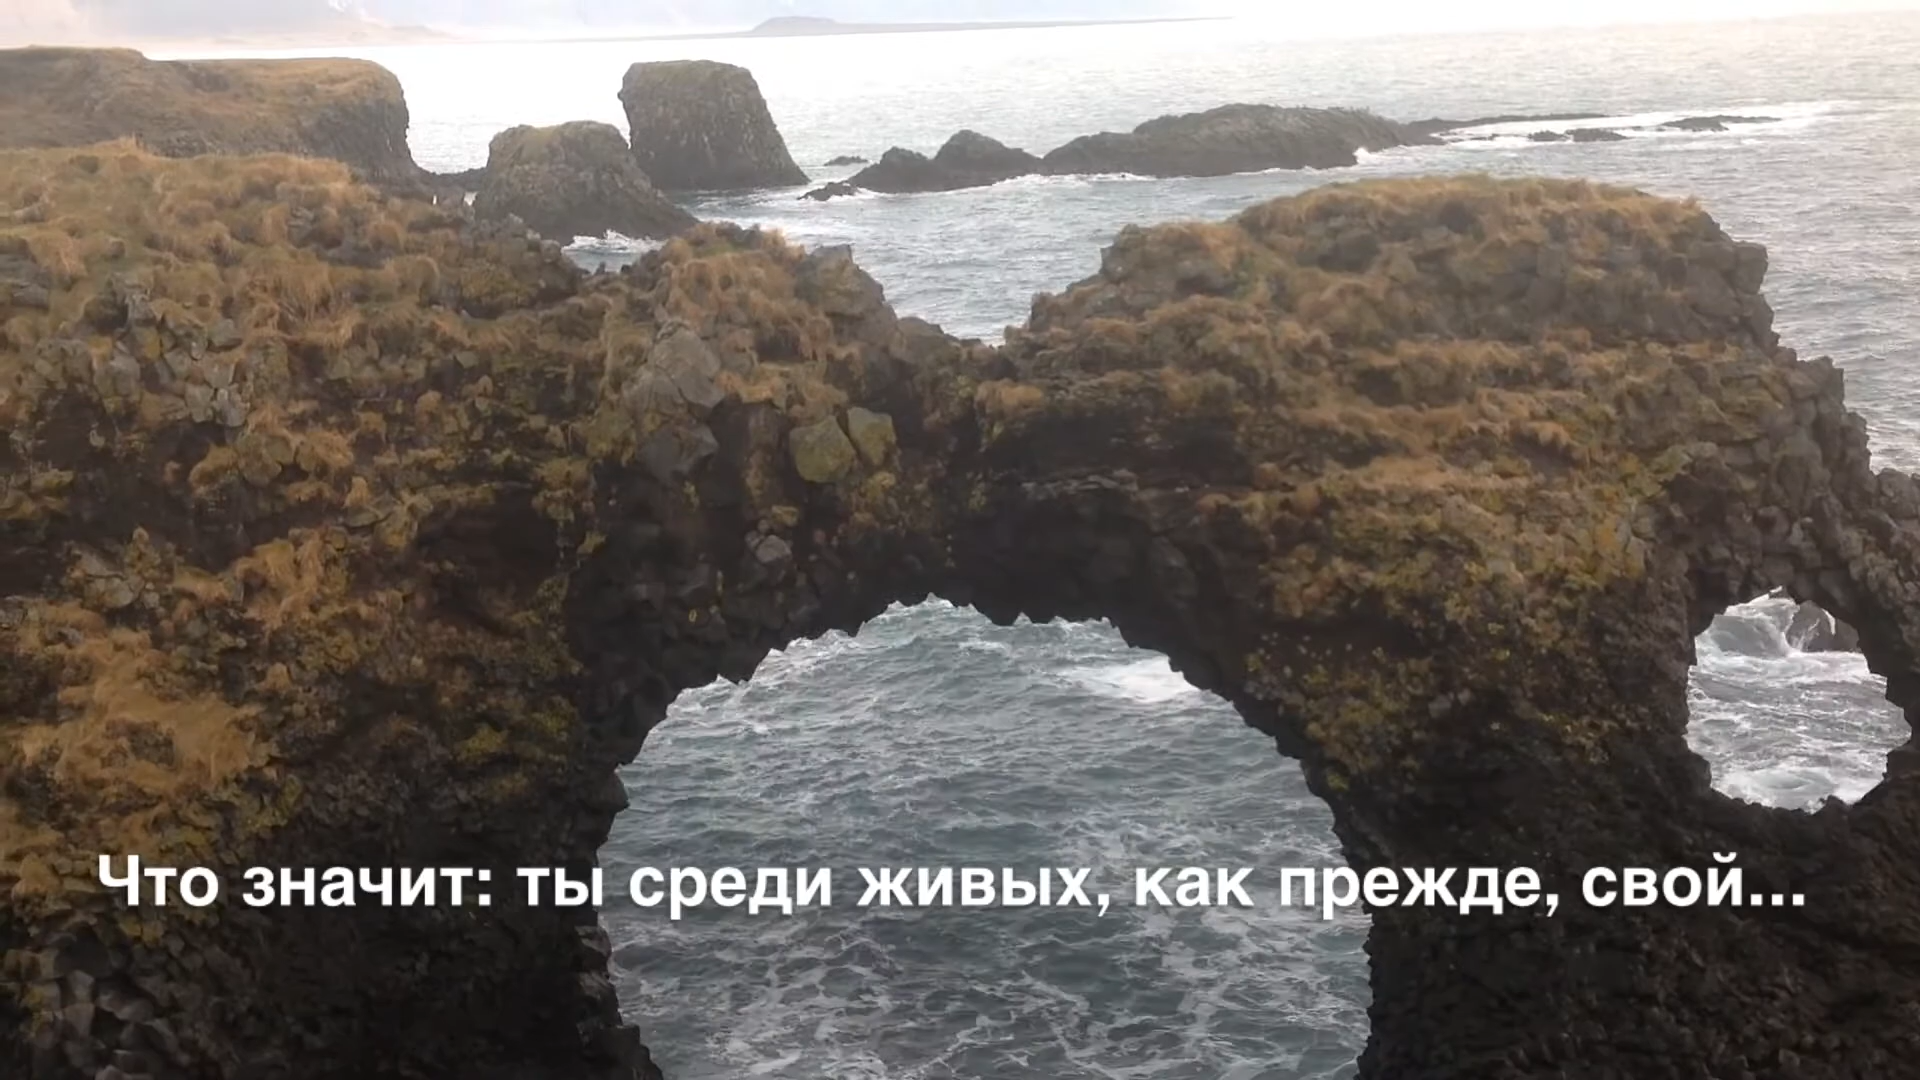 Что значит: ты среди живых, как прежде, свой...